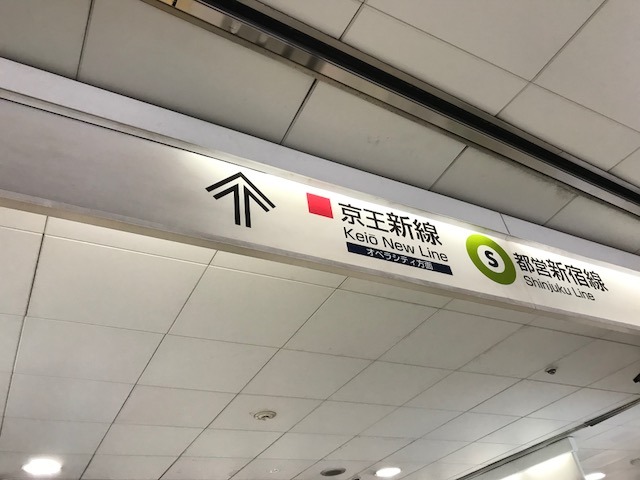 京王新線
Keiō New Line
オペラシティ方面
S
都営新宿線
Shinjuku Line